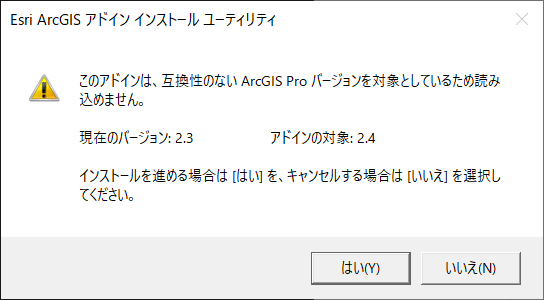 Esri ArcGIS アドイン インストール ユーティリティ
このアドインは、互換性のない ArcGIS Pro バージョンを対象としているため読み
込めません。
現在のバージョン: 2.3 アドインの対象: 2.4
インストールを進める場合は [はい] を、キャンセルする場合は [いいえ] を選択し
てください。
はい(Y) いいえ(N)